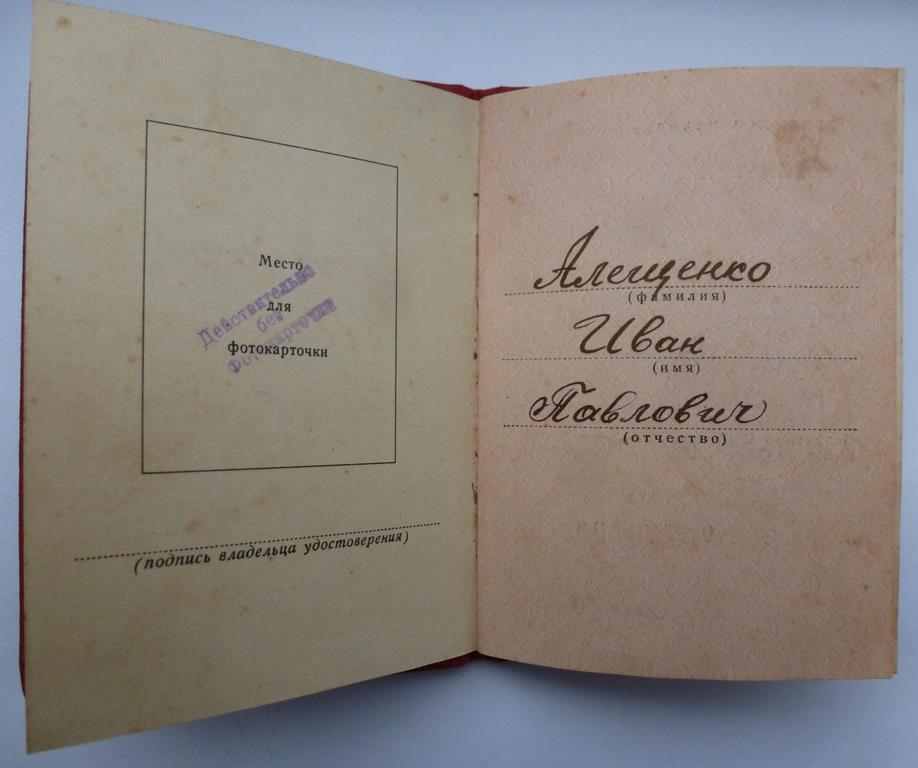 Место
для
фотокарточки
Действительно
без
фотокарточки
(подпись владельца удостоверения)
Алещенко
(фамилия)
Иван
(имя)
Павлович
(отчество)